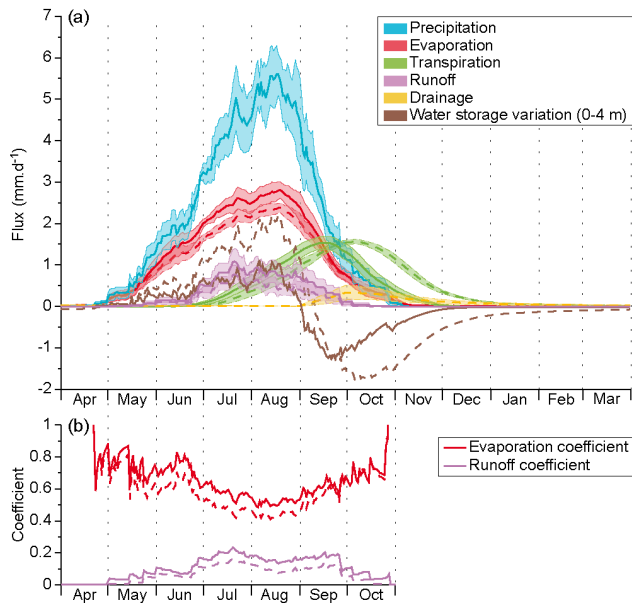 (a)
7
6
5
4
3
2
1
0
-1
-2
Flux (mm.d⁻¹)
Precipitation
Evaporation
Transpiration
Runoff
Drainage
Water storage variation (0-4 m)
Apr May Jun Jul Aug Sep Oct Nov Dec Jan Feb Mar
(b)
1
0.8
0.6
0.4
0.2
0
Coefficient
Evaporation coefficient
Runoff coefficient
Apr May Jun Jul Aug Sep Oct